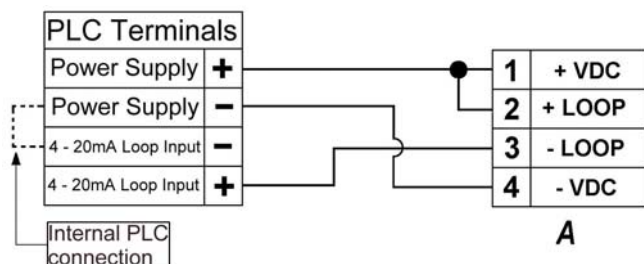 PLC Terminals
Power Supply +
Power Supply -
4 - 20mA Loop Input -
4 - 20mA Loop Input +
Internal PLC
connection
1 + VDC
2 + LOOP
3 - LOOP
4 - VDC
A